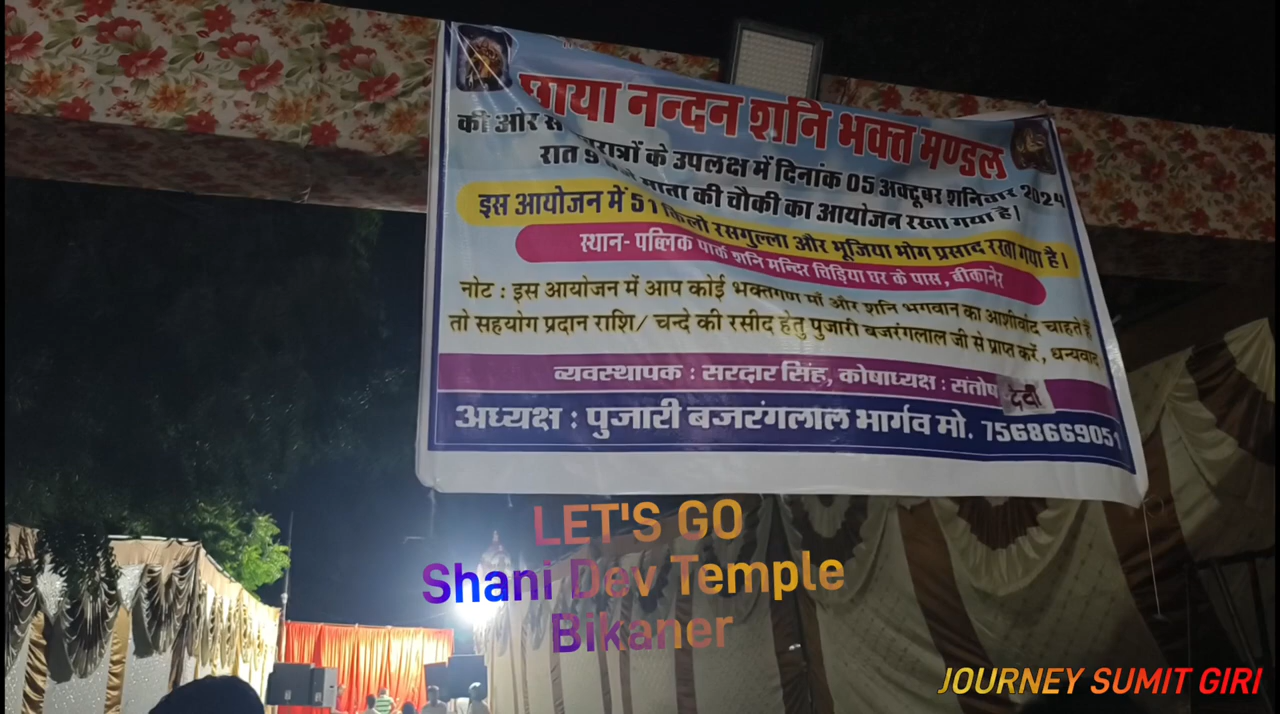 छाया नन्दन शनि भक्त मण्डल
की ओर से नवरात्रों के उपलक्ष में दिनांक 05 अक्टूबर शनिवार 2024
रात 9 बजे माता की चौकी का आयोजन रखा गया है।
इस आयोजन में 51 किलो रसगुल्ला और भूजिया भोग प्रसाद रखा गया है।
स्थान- पब्लिक पार्क शनि मन्दिर चिड़िया घर के पास, बीकानेर
नोट : इस आयोजन में आप कोई भक्तगण माँ और शनि भगवान का आशीर्वाद चाहते है
तो सहयोग प्रदान राशि/ चन्दे की रसीद हेतु पुजारी बजरंगलाल जी से प्राप्त करें, धन्यवाद
व्यवस्थापक : सरदार सिंह, कोषाध्यक्ष : संतोष देवी
अध्यक्ष : पुजारी बजरंगलाल भार्गव मो. 7568669051
LET'S GO
Shani Dev Temple
Bikaner
JOURNEY SUMIT GIRI